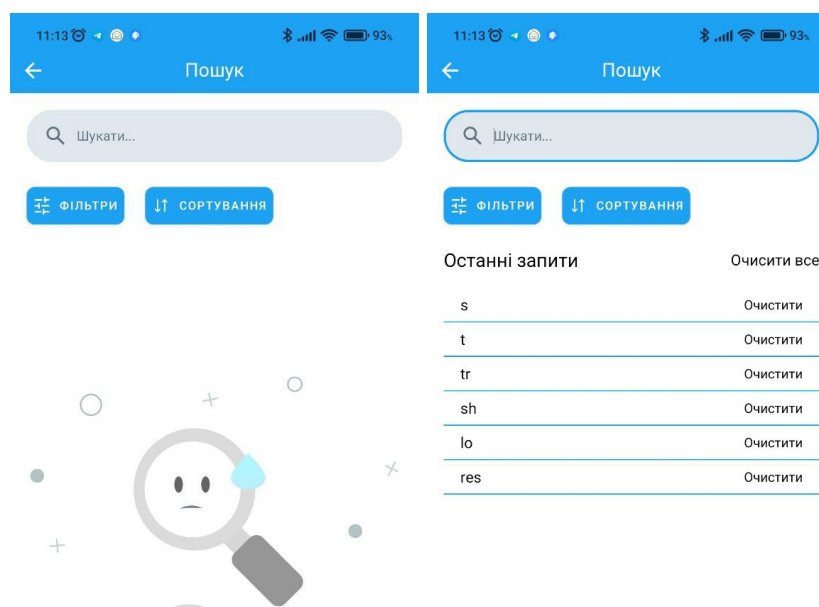 11:13 93%
Пошук
Шукати...
ФІЛЬТРИ СОРТУВАННЯ
11:13 93%
Пошук
Шукати...
ФІЛЬТРИ СОРТУВАННЯ
Останні запити Очисити все
s Очистити
t Очистити
tr Очистити
sh Очистити
lo Очистити
res Очистити